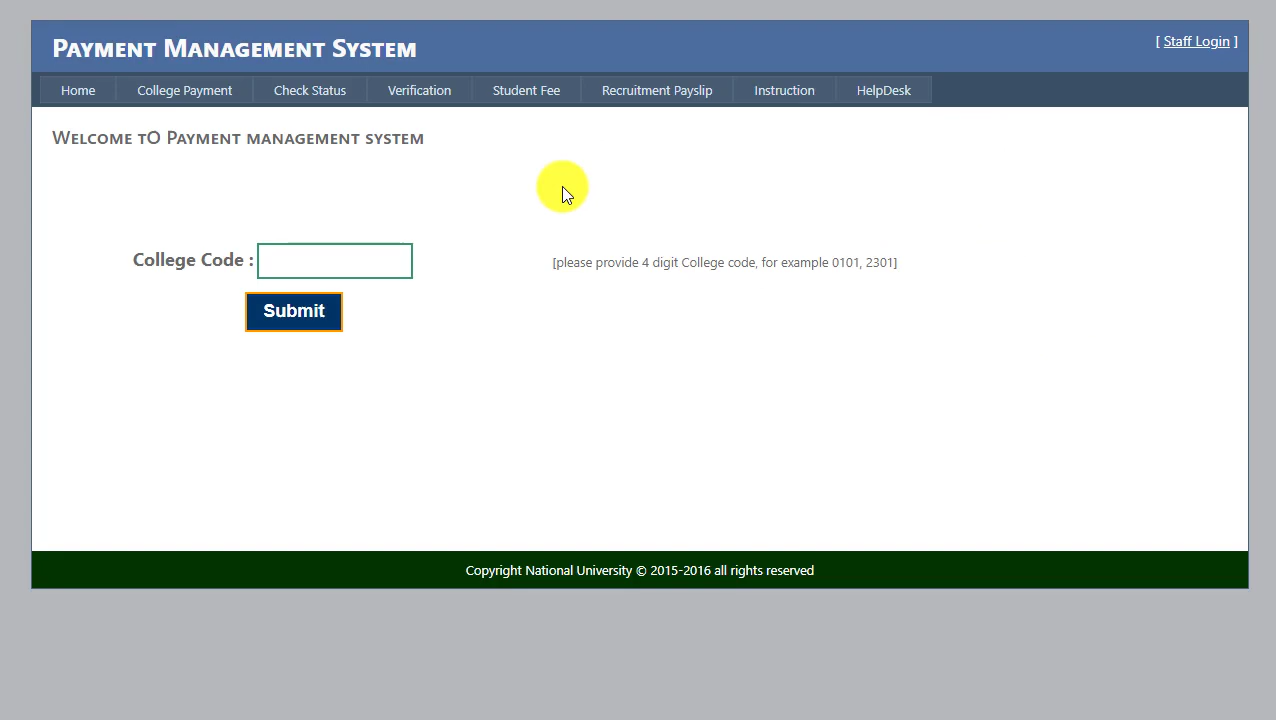 Payment Management System
[ Staff Login ]
Home College Payment Check Status Verification Student Fee Recruitment Payslip Instruction HelpDesk
Welcome tO Payment management system
College Code : [please provide 4 digit College code, for example 0101, 2301]
Submit
Copyright National University © 2015-2016 all rights reserved